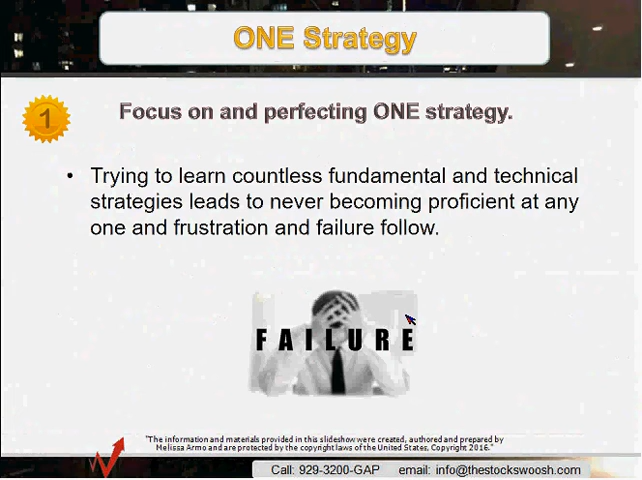 ONE Strategy
1
Focus on and perfecting ONE strategy.
• Trying to learn countless fundamental and technical
strategies leads to never becoming proficient at any
one and frustration and failure follow.
FAILURE
"The information and materials provided in this slideshow were created, authored and prepared by
Melissa Armo and are protected by the copyright laws of the United States, Copyright 2016."
Call: 929-3200-GAP email: info@thestockswoosh.com